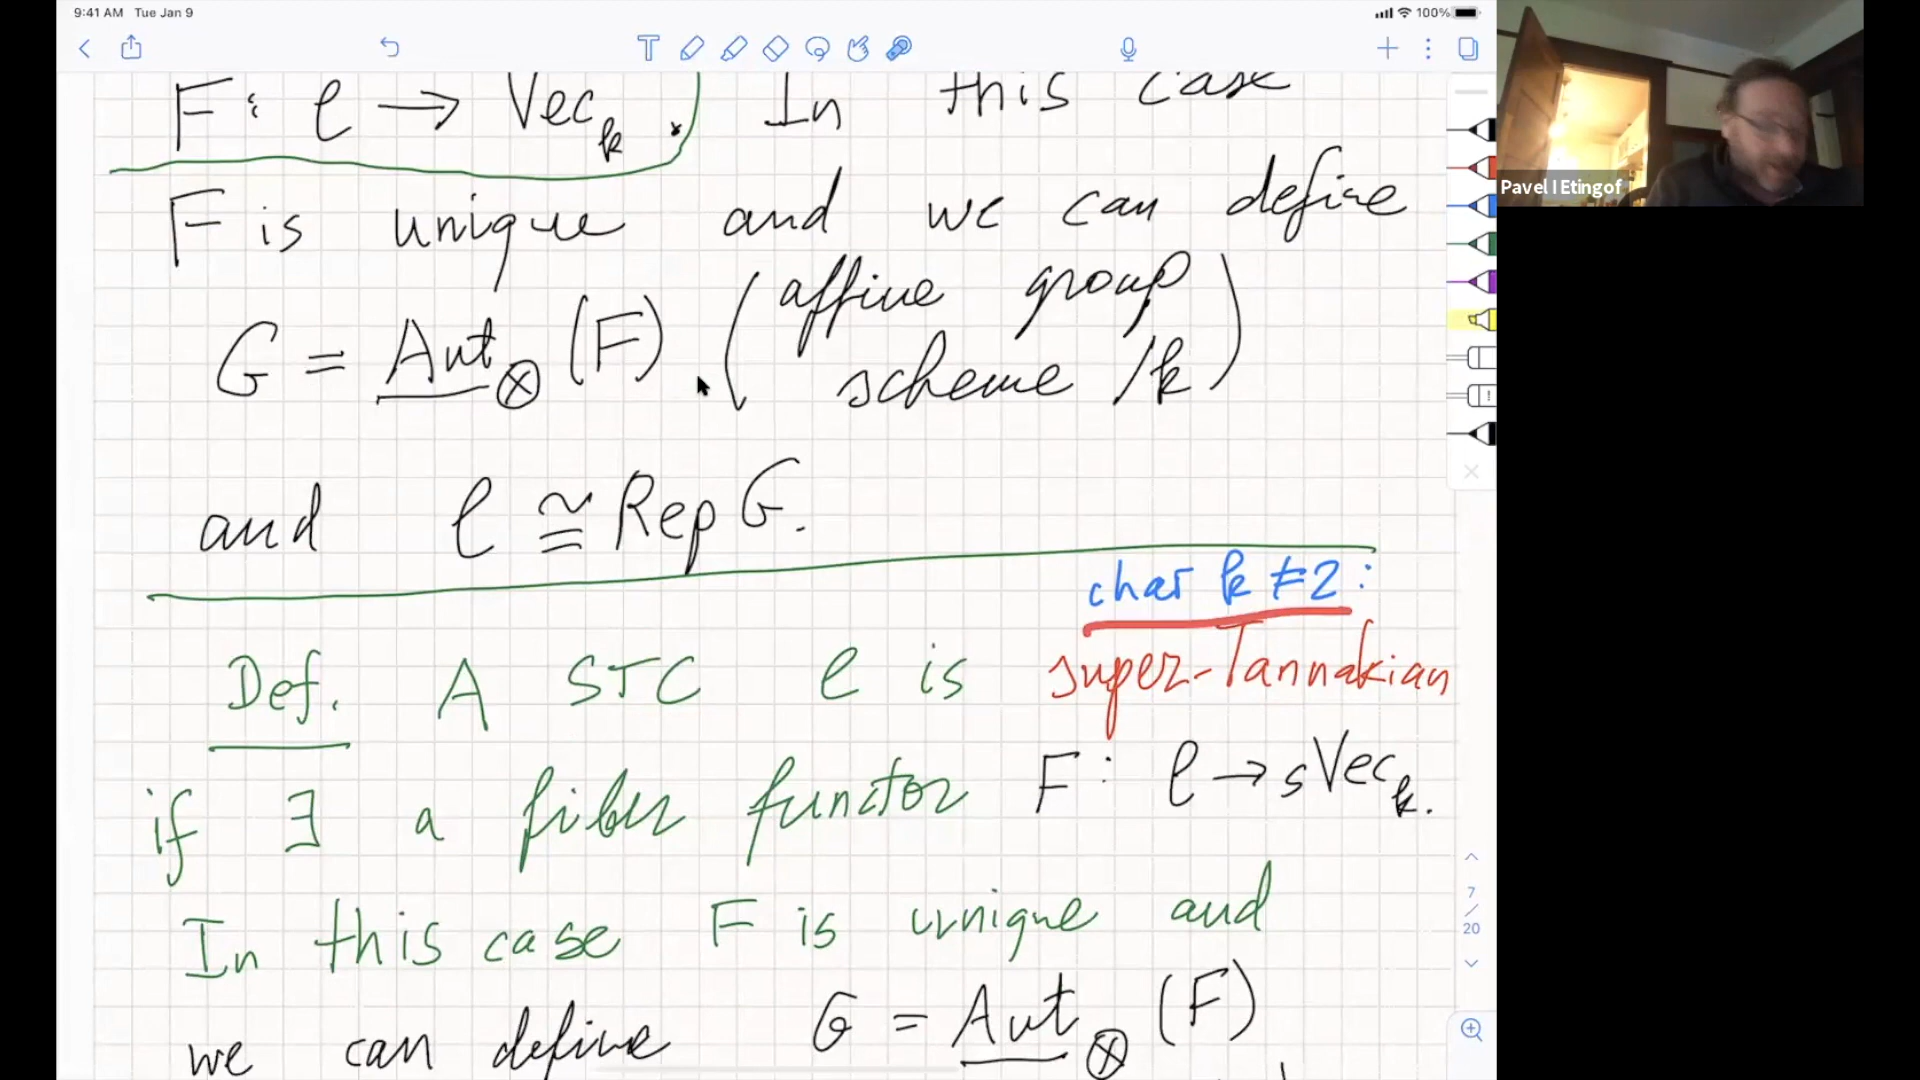 9:41 AM Tue Jan 9
100%
F: C → Vec_k . In this case
F is unique and we can define
G = Aut_⊗ (F). (affine group scheme /k)
and C ≅ Rep G.
char k ≠ 2:
Def. A STC C is super-Tannakian
if ∃ a fiber functor F: C → sVec_k.
In this case F is unique and
we can define G = Aut_⊗ (F)
7
/
20
Pavel I Etingof